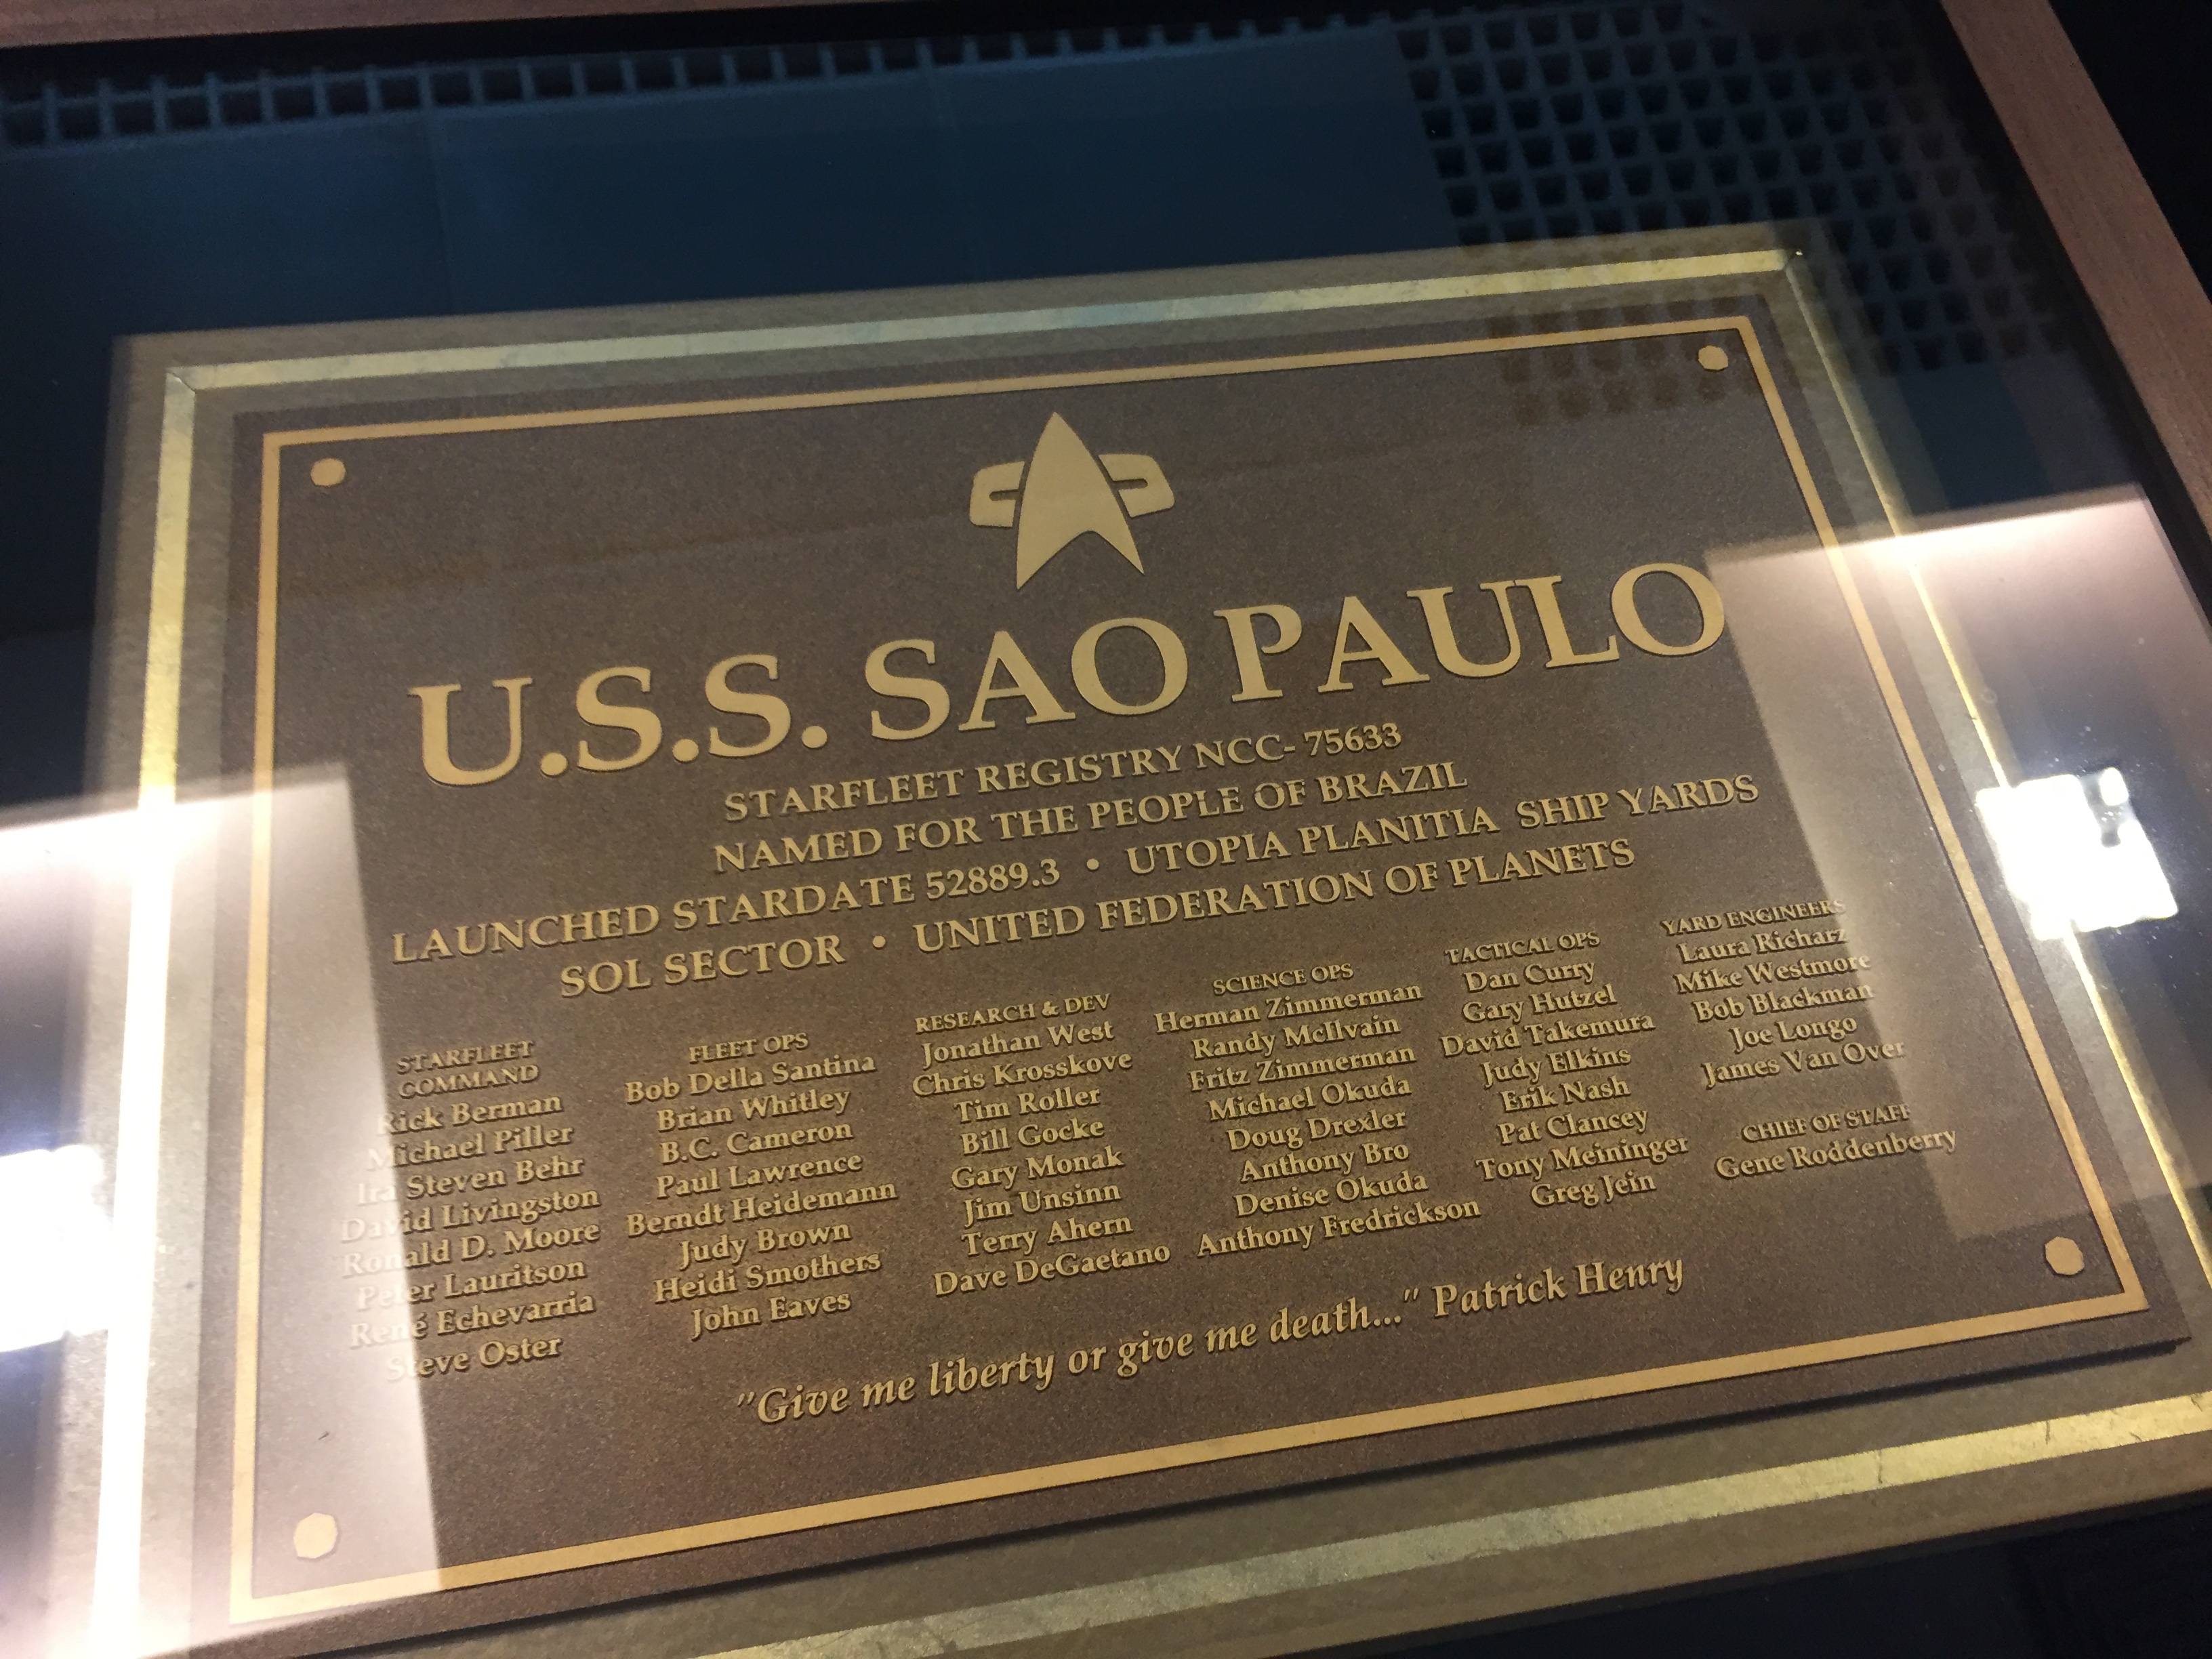 U.S.S. SAO PAULO
STARFLEET REGISTRY NCC- 75633
NAMED FOR THE PEOPLE OF BRAZIL
LAUNCHED STARDATE 52889.3 • UTOPIA PLANITIA SHIP YARDS
SOL SECTOR • UNITED FEDERATION OF PLANETS
STARFLEET
COMMAND
Rick Berman
Michael Piller
Ira Steven Behr
David Livingston
Ronald D. Moore
Peter Lauritson
René Echevarria
Steve Oster
FLEET OPS
Bob Della Santina
Brian Whitley
B.C. Cameron
Paul Lawrence
Berndt Heidemann
Judy Brown
Heidi Smothers
John Eaves
RESEARCH & DEV
Jonathan West
Chris Krosskove
Tim Roller
Bill Gocke
Gary Monak
Jim Unsinn
Terry Ahern
Dave DeGaetano
SCIENCE OPS
Herman Zimmerman
Randy McIlvain
Fritz Zimmerman
Michael Okuda
Doug Drexler
Anthony Bro
Denise Okuda
Anthony Fredrickson
TACTICAL OPS
Dan Curry
Gary Hutzel
David Takemura
Judy Elkins
Erik Nash
Pat Clancey
Tony Meininger
Greg Jein
YARD ENGINEERS
Laura Richarz
Mike Westmore
Bob Blackman
Joe Longo
James Van Over
CHIEF OF STAFF
Gene Roddenberry
"Give me liberty or give me death..." Patrick Henry